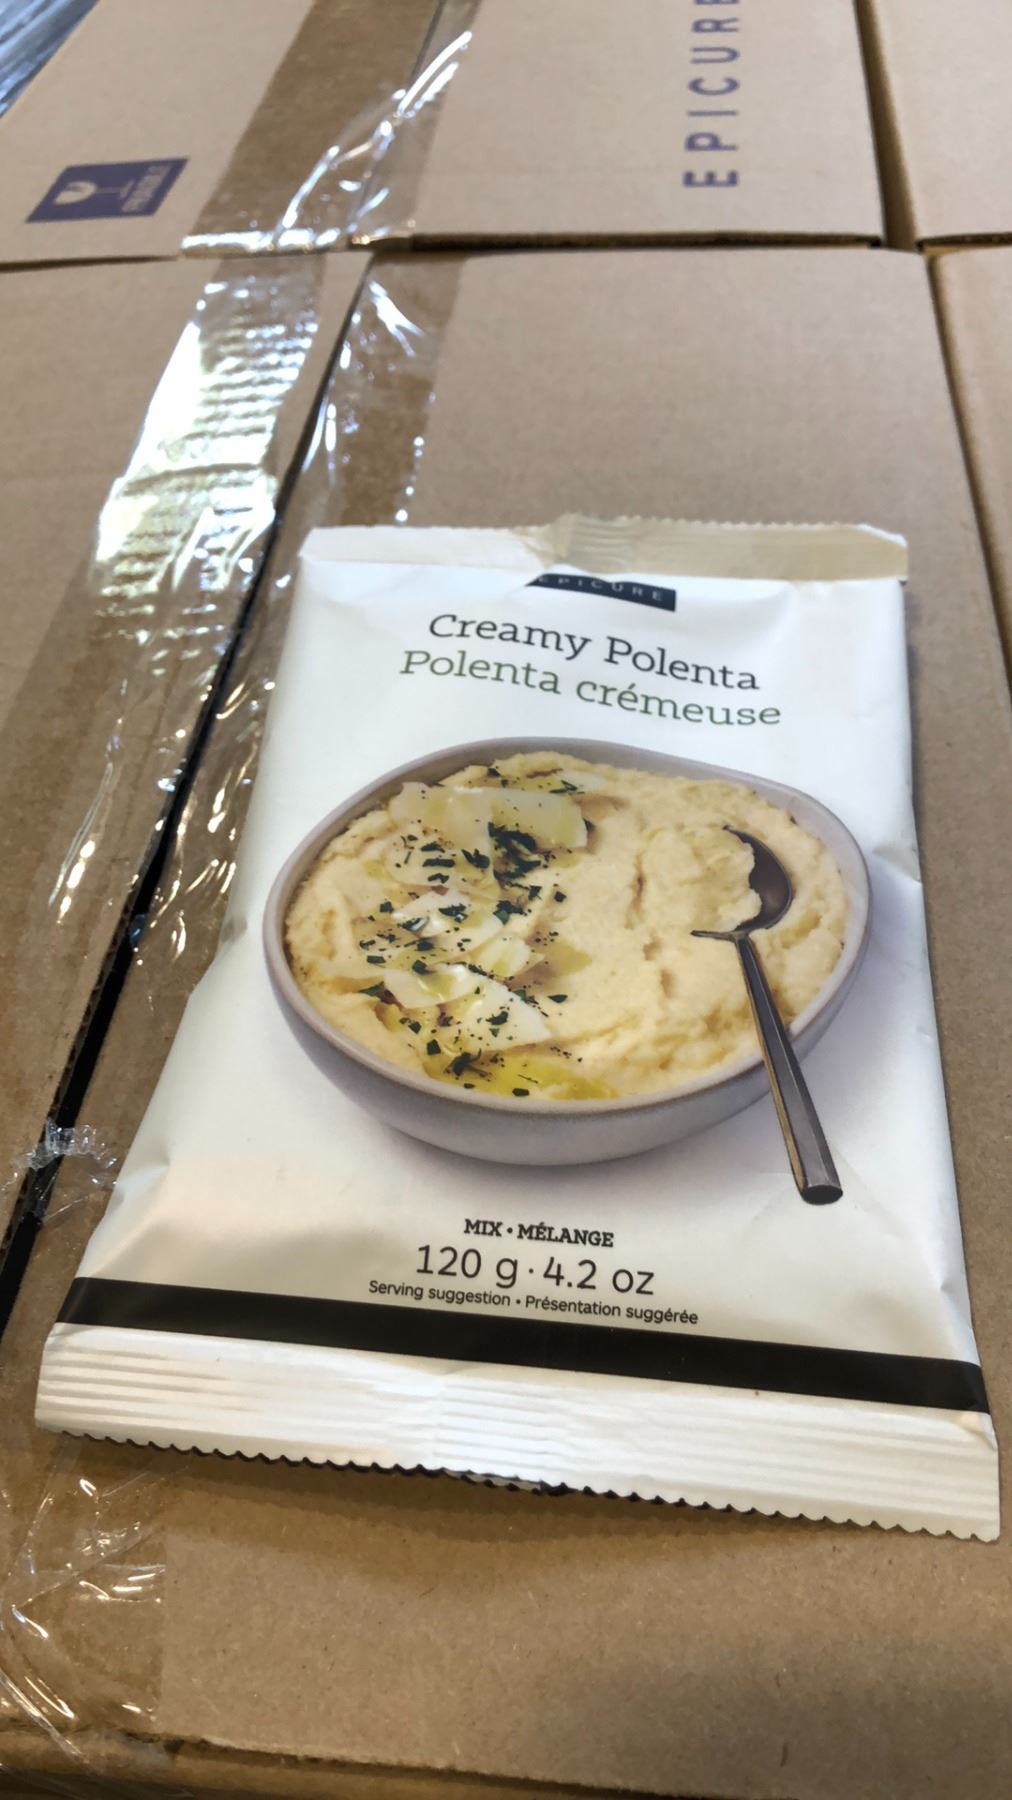 EPICURE
EPICURE
Creamy Polenta
Polenta crémeuse
MIX • MÉLANGE
120 g · 4.2 oz
Serving suggestion • Présentation suggérée